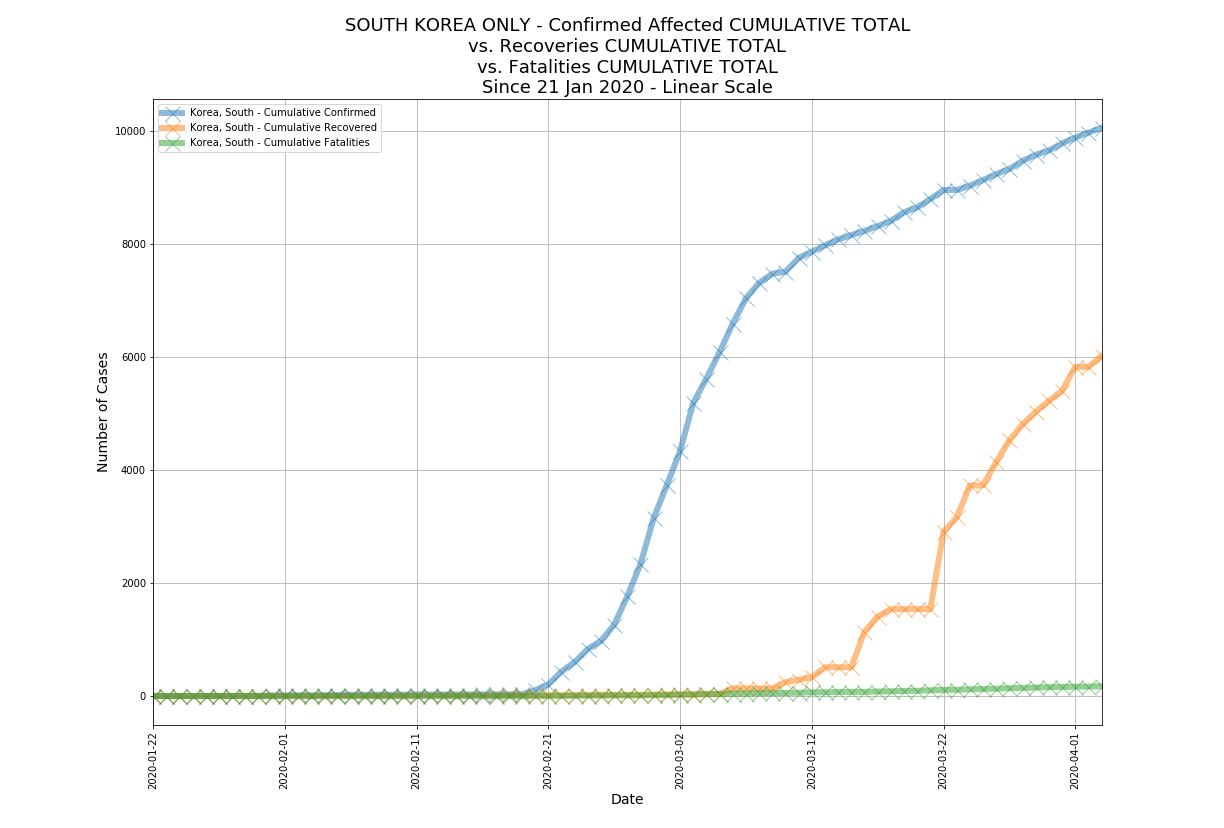 SOUTH KOREA ONLY - Confirmed Affected CUMULATIVE TOTAL
vs. Recoveries CUMULATIVE TOTAL
vs. Fatalities CUMULATIVE TOTAL
Since 21 Jan 2020 - Linear Scale
Korea, South - Cumulative Confirmed
Korea, South - Cumulative Recovered
Korea, South - Cumulative Fatalities
Number of Cases
10000
8000
6000
4000
2000
0
2020-01-22
2020-02-01
2020-02-11
2020-02-21
2020-03-02
2020-03-12
2020-03-22
2020-04-01
Date